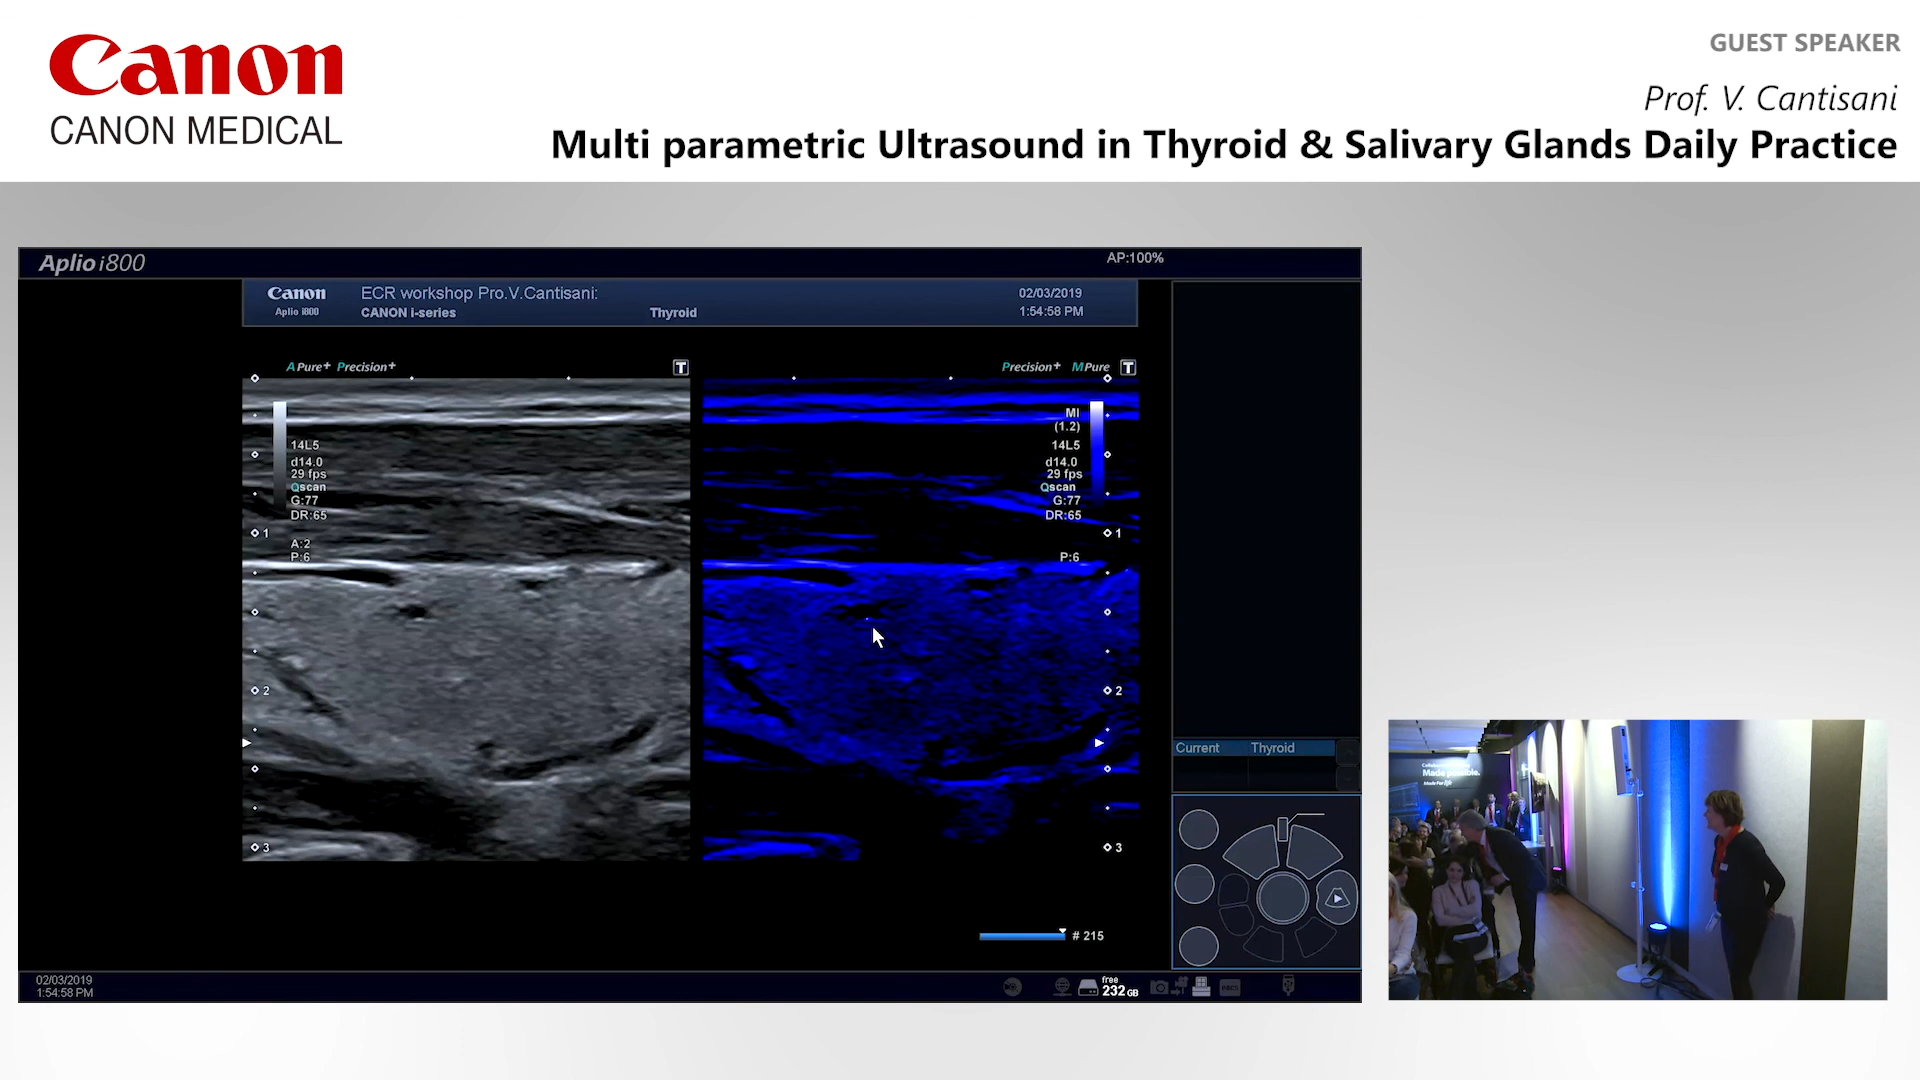 Canon
CANON MEDICAL
GUEST SPEAKER
Prof. V. Cantisani
Multi parametric Ultrasound in Thyroid & Salivary Glands Daily Practice
Aplio i800
AP:100%
Canon
Aplio i800
ECR workshop Pro.V.Cantisani:
CANON i-series
Thyroid
02/03/2019
1:54:58 PM
APure+ Precision+
T
Precision+ MPure
T
14L5
d14.0
29 fps
Qscan
G:77
DR:65
A:2
P:6
1
2
3
MI
(1.2)
14L5
d14.0
29 fps
Qscan
G:77
DR:65
P:6
1
2
3
Current Thyroid
# 215
02/03/2019
1:54:58 PM
free
232 GB
Made possible.